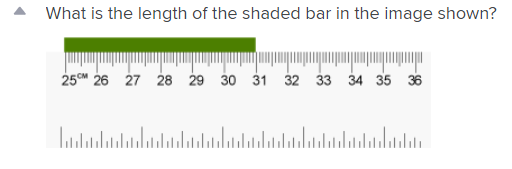 What is the length of the shaded bar in the image shown?
25CM 26 27 28 29 30 31 32 33 34 35 36